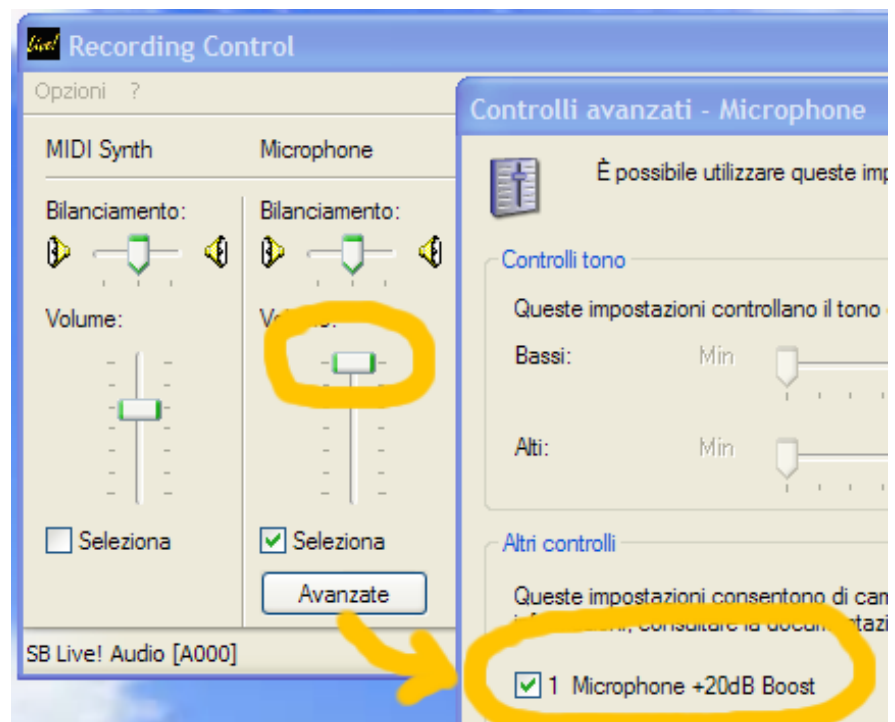 Live! Recording Control
Opzioni ?
MIDI Synth
Bilanciamento:
Volume:
Seleziona
Microphone
Bilanciamento:
Seleziona
Avanzate
SB Live! Audio [A000]
Controlli avanzati - Microphone
È possibile utilizzare queste
Controlli tono
Queste impostazioni controllano il tono
Bassi: Min
Alti: Min
Altri controlli
Queste impostazioni consentono di
consultare la
1 Microphone +20dB Boost